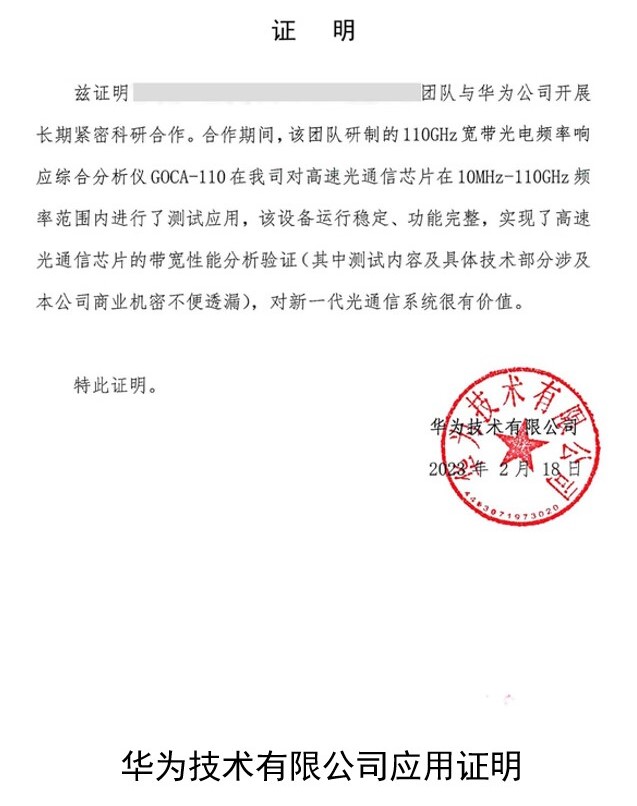 证 明
兹证明团队与华为公司开展
长期紧密科研合作。合作期间，该团队研制的110GHz宽带光电频率响
应综合分析仪GOCA-110在我司对高速光通信芯片在10MHz-110GHz频
率范围内进行了测试应用，该设备运行稳定、功能完整，实现了高速
光通信芯片的带宽性能分析验证（其中测试内容及具体技术部分涉及
本公司商业机密不便透漏），对新一代光通信系统很有价值。
特此证明。
华为技术有限公司
华为技术有限公司
2023年2月18日
华为技术有限公司应用证明